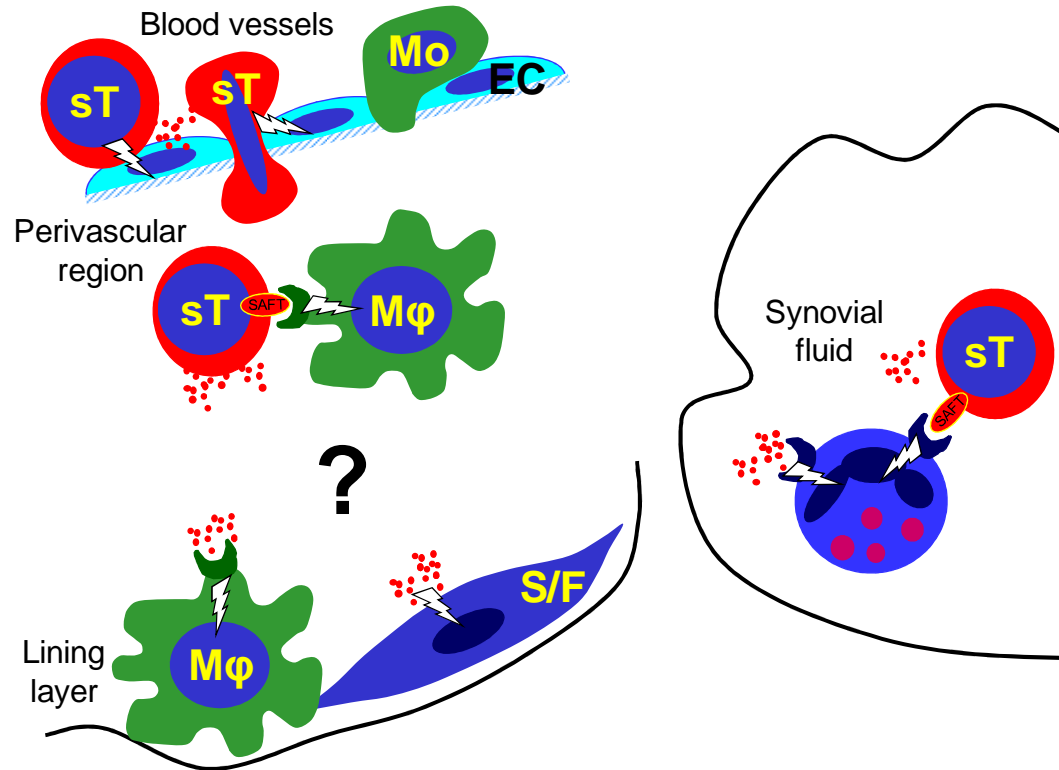 Blood vessels
sT
sT
Mo
EC
Perivascular
region
sT
SAFT
Mφ
?
Lining
layer
Mφ
S/F
Synovial
fluid
sT
SAFT